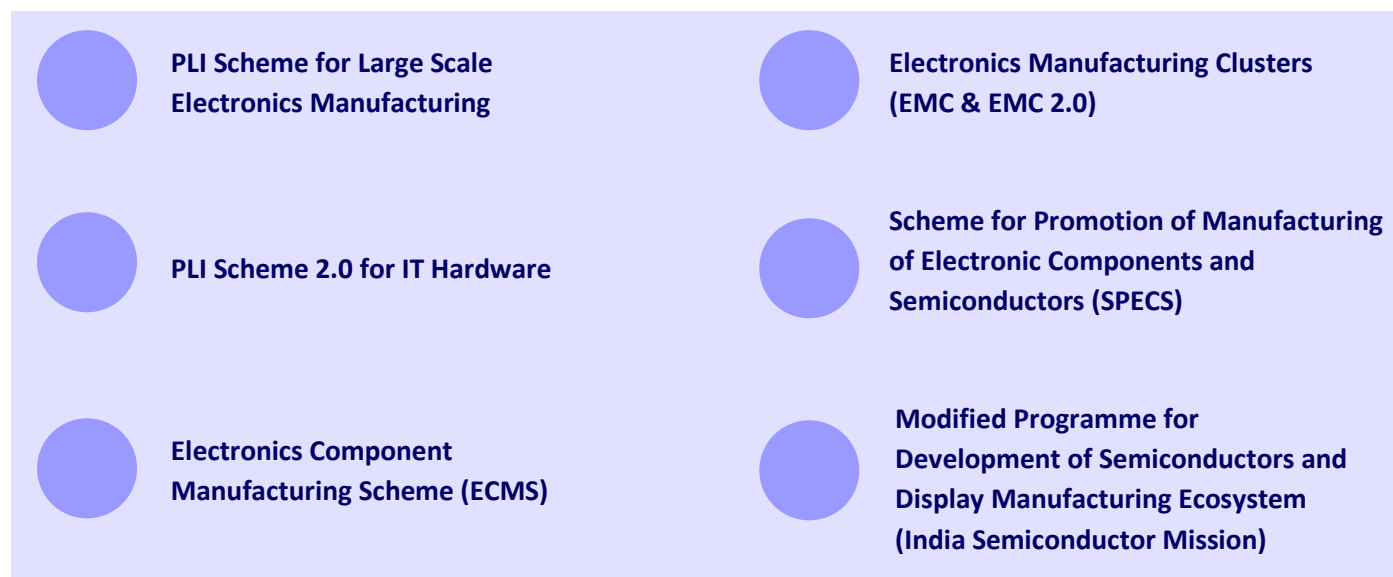 PLI Scheme for Large Scale
Electronics Manufacturing
Electronics Manufacturing Clusters
(EMC & EMC 2.0)
PLI Scheme 2.0 for IT Hardware
Scheme for Promotion of Manufacturing
of Electronic Components and
Semiconductors (SPECS)
Electronics Component
Manufacturing Scheme (ECMS)
Modified Programme for
Development of Semiconductors and
Display Manufacturing Ecosystem
(India Semiconductor Mission)